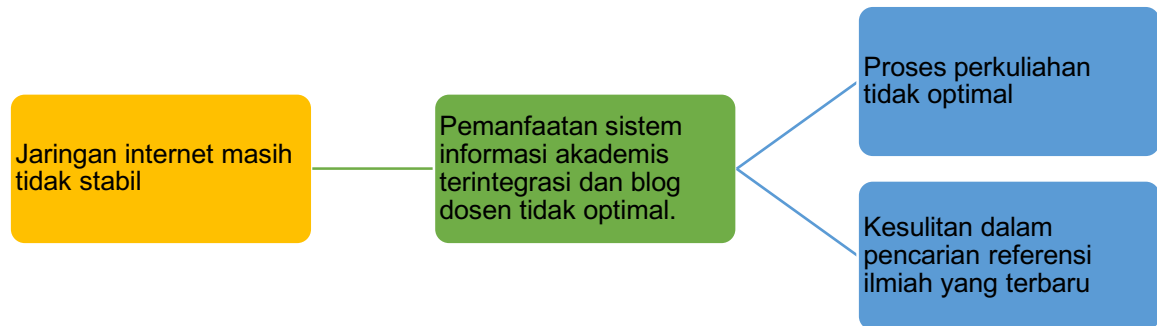 Jaringan internet masih
tidak stabil
Pemanfaatan sistem
informasi akademis
terintegrasi dan blog
dosen tidak optimal.
Proses perkuliahan
tidak optimal
Kesulitan dalam
pencarian referensi
ilmiah yang terbaru